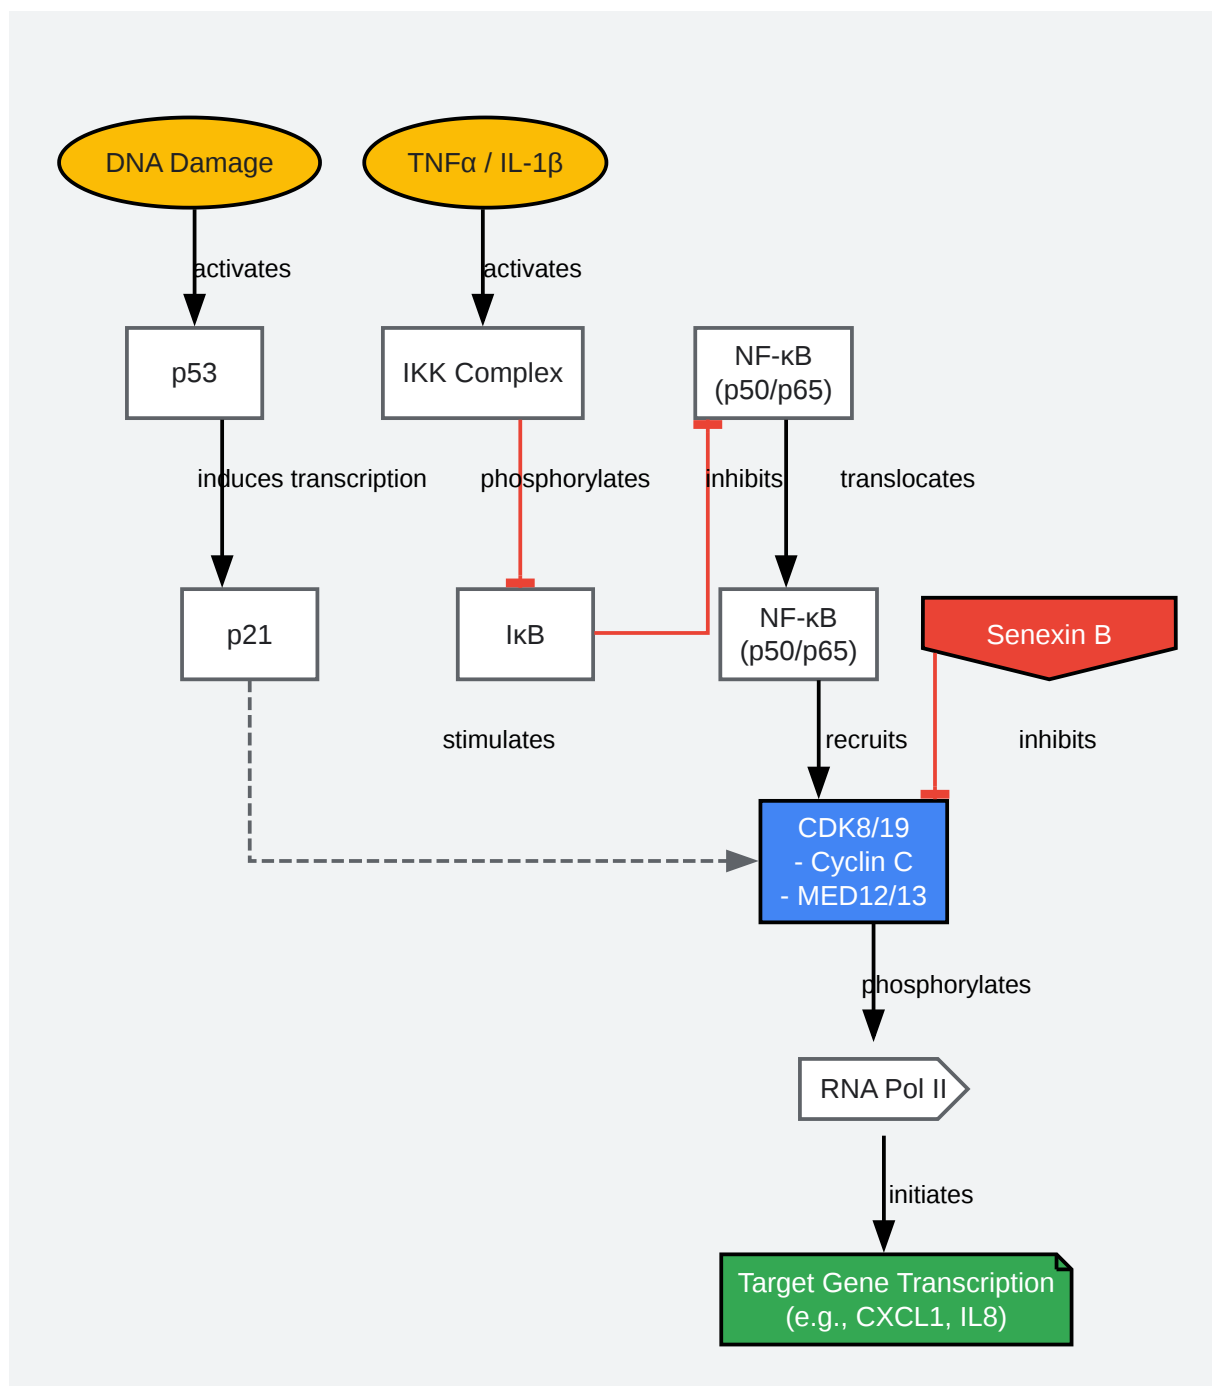 DNA Damage
TNFα / IL-1β
activates
activates
p53
IKK Complex
NF-κB
(p50/p65)
induces transcription
phosphorylates
inhibits
translocates
p21
IκB
NF-κB
(p50/p65)
Senexin B
stimulates
recruits
inhibits
CDK8/19
- Cyclin C
- MED12/13
phosphorylates
RNA Pol II
initiates
Target Gene Transcription
(e.g., CXCL1, IL8)